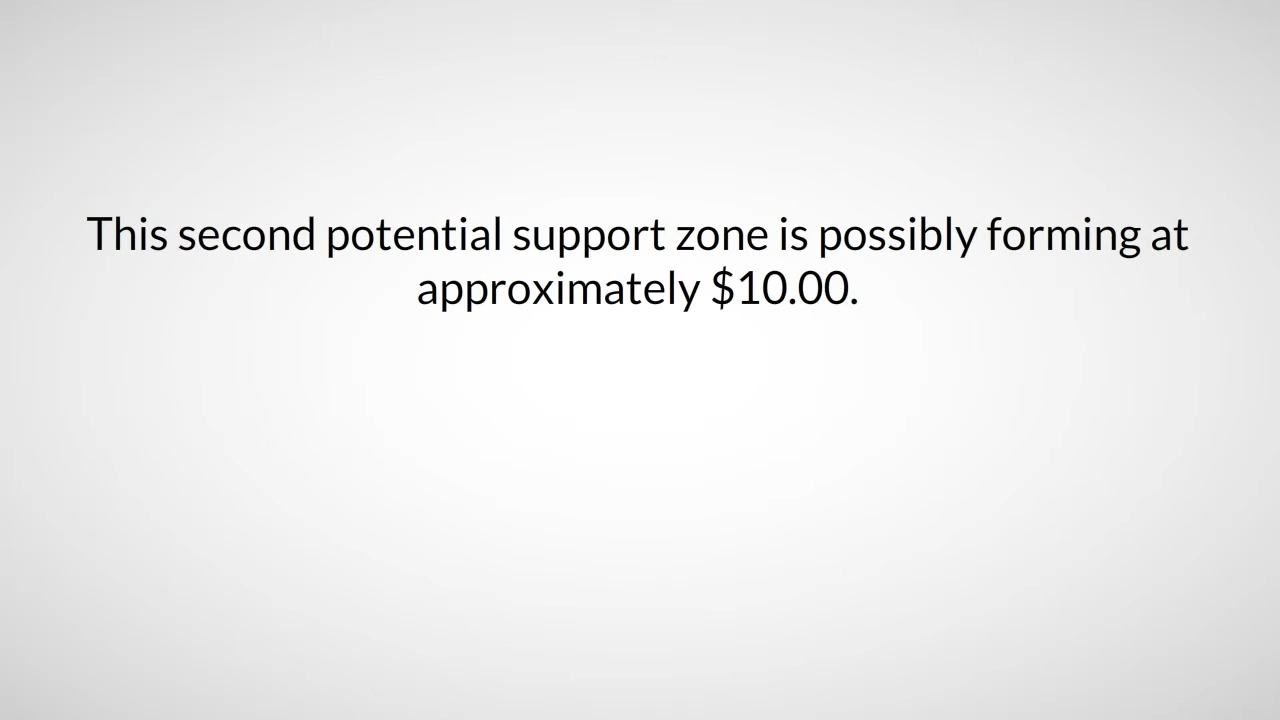 This second potential support zone is possibly forming at
approximately $10.00.